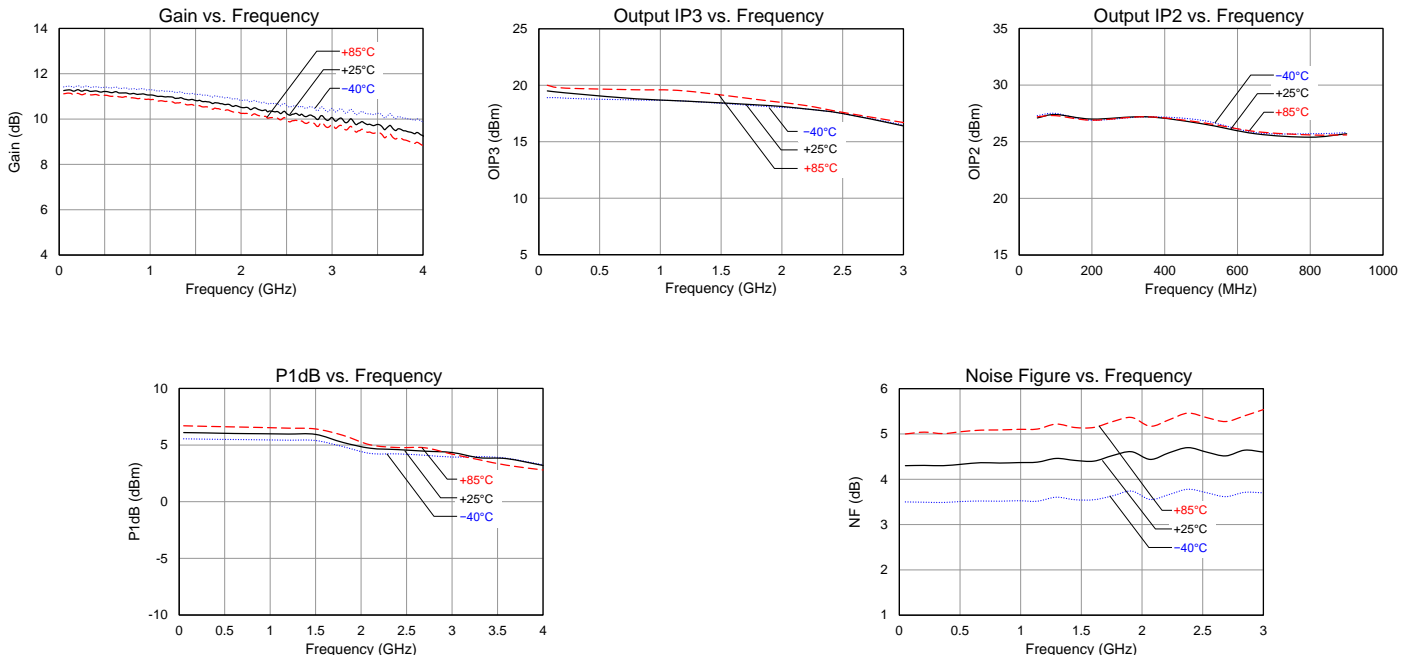 Gain vs. Frequency
14
12
10
8
6
4
Gain (dB)
+85°C
+25°C
−40°C
0 1 2 3 4
Frequency (GHz)
Output IP3 vs. Frequency
25
20
15
10
5
OIP3 (dBm)
−40°C
+25°C
+85°C
0 0.5 1 1.5 2 2.5 3
Frequency (GHz)
Output IP2 vs. Frequency
35
30
25
20
15
OIP2 (dBm)
−40°C
+25°C
+85°C
0 200 400 600 800 1000
Frequency (MHz)
P1dB vs. Frequency
10
5
0
-5
-10
P1dB (dBm)
+85°C
+25°C
−40°C
0 0.5 1 1.5 2 2.5 3 3.5 4
Frequency (GHz)
Noise Figure vs. Frequency
6
5
4
3
2
1
NF (dB)
+85°C
+25°C
−40°C
0 0.5 1 1.5 2 2.5 3
Frequency (GHz)